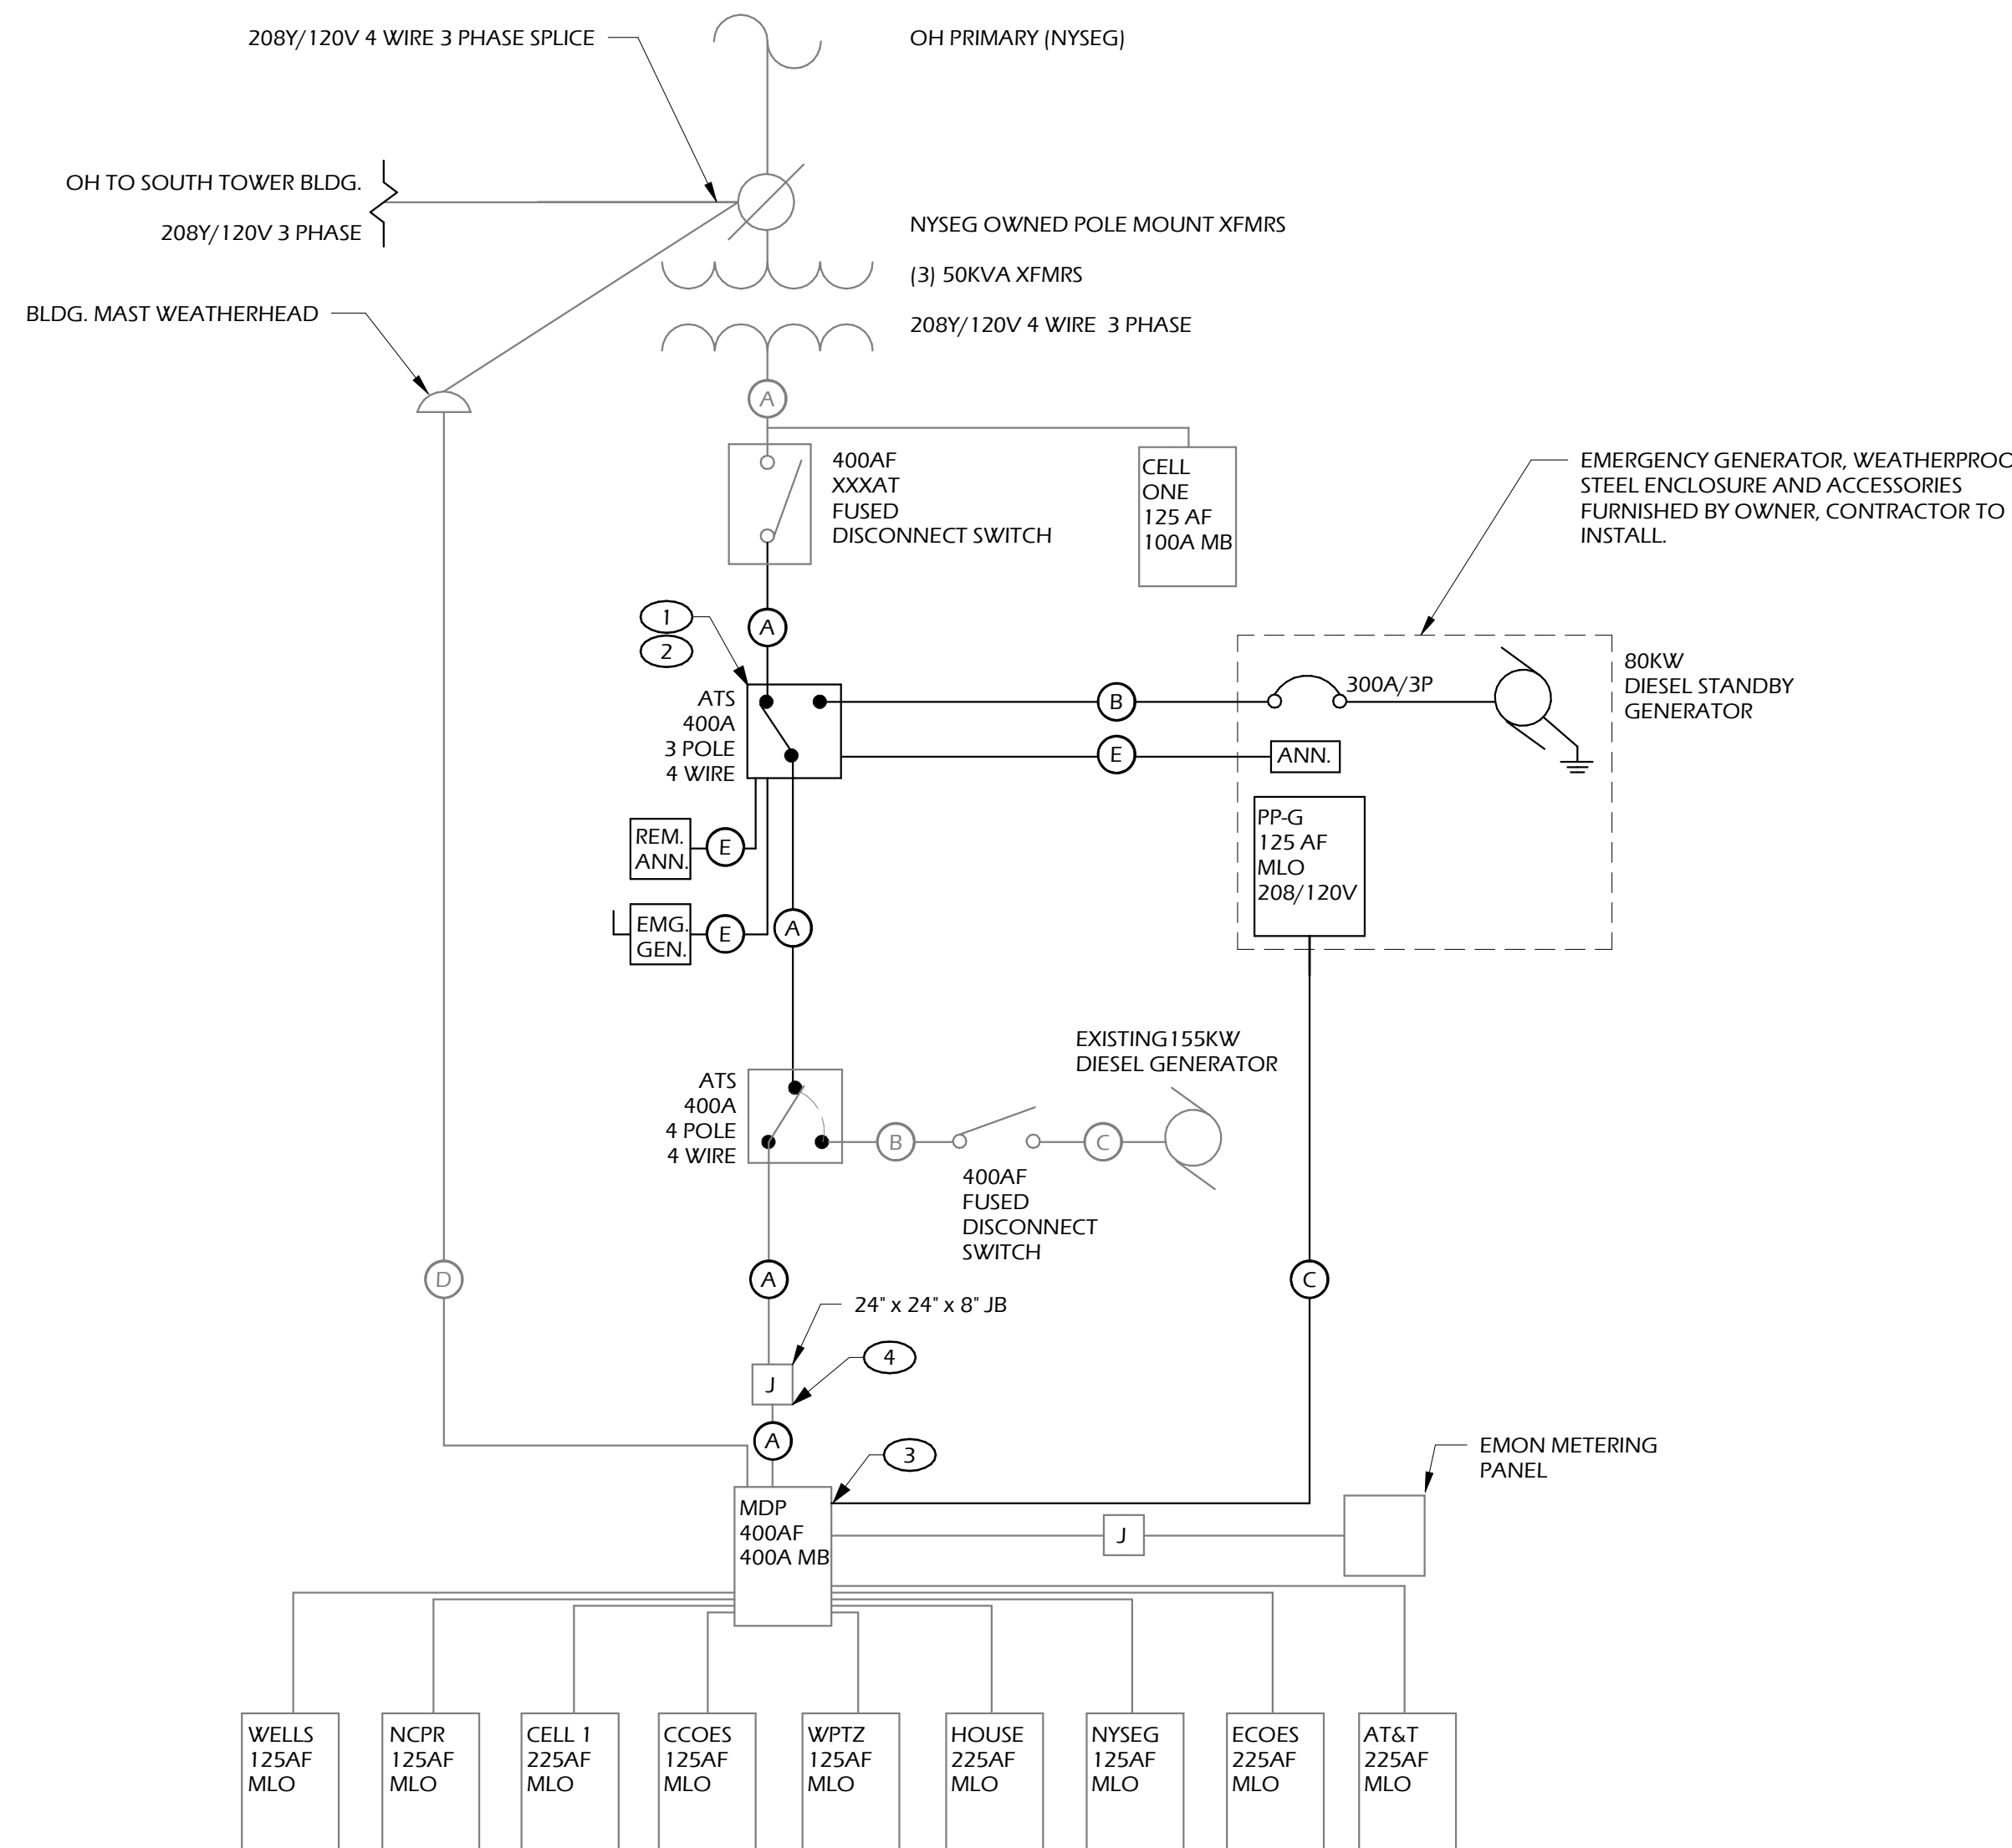 208Y/120V 4 WIRE 3 PHASE SPLICE
OH PRIMARY (NYSEG)
OH TO SOUTH TOWER BLDG.
208Y/120V 3 PHASE
NYSEG OWNED POLE MOUNT XFMRS
(3) 50KVA XFMRS
208Y/120V 4 WIRE 3 PHASE
BLDG. MAST WEATHERHEAD
A
400AF
XXXAT
FUSED
DISCONNECT SWITCH
CELL
ONE
125 AF
100A MB
EMERGENCY GENERATOR, WEATHERPROO
STEEL ENCLOSURE AND ACCESSORIES
FURNISHED BY OWNER, CONTRACTOR TO
INSTALL.
1
2
A
ATS
400A
3 POLE
4 WIRE
B
300A/3P
80KW
DIESEL STANDBY
GENERATOR
E
ANN.
PP-G
125 AF
MLO
208/120V
REM.
ANN.
E
EMG.
GEN.
E
A
EXISTING155KW
DIESEL GENERATOR
ATS
400A
4 POLE
4 WIRE
B
C
400AF
FUSED
DISCONNECT
SWITCH
D
A
C
24" x 24" x 8" JB
4
J
A
3
EMON METERING
PANEL
MDP
400AF
400A MB
J
WELLS
125AF
MLO
NCPR
125AF
MLO
CELL 1
225AF
MLO
CCOES
125AF
MLO
WPTZ
125AF
MLO
HOUSE
225AF
MLO
NYSEG
125AF
MLO
ECOES
225AF
MLO
AT&T
225AF
MLO